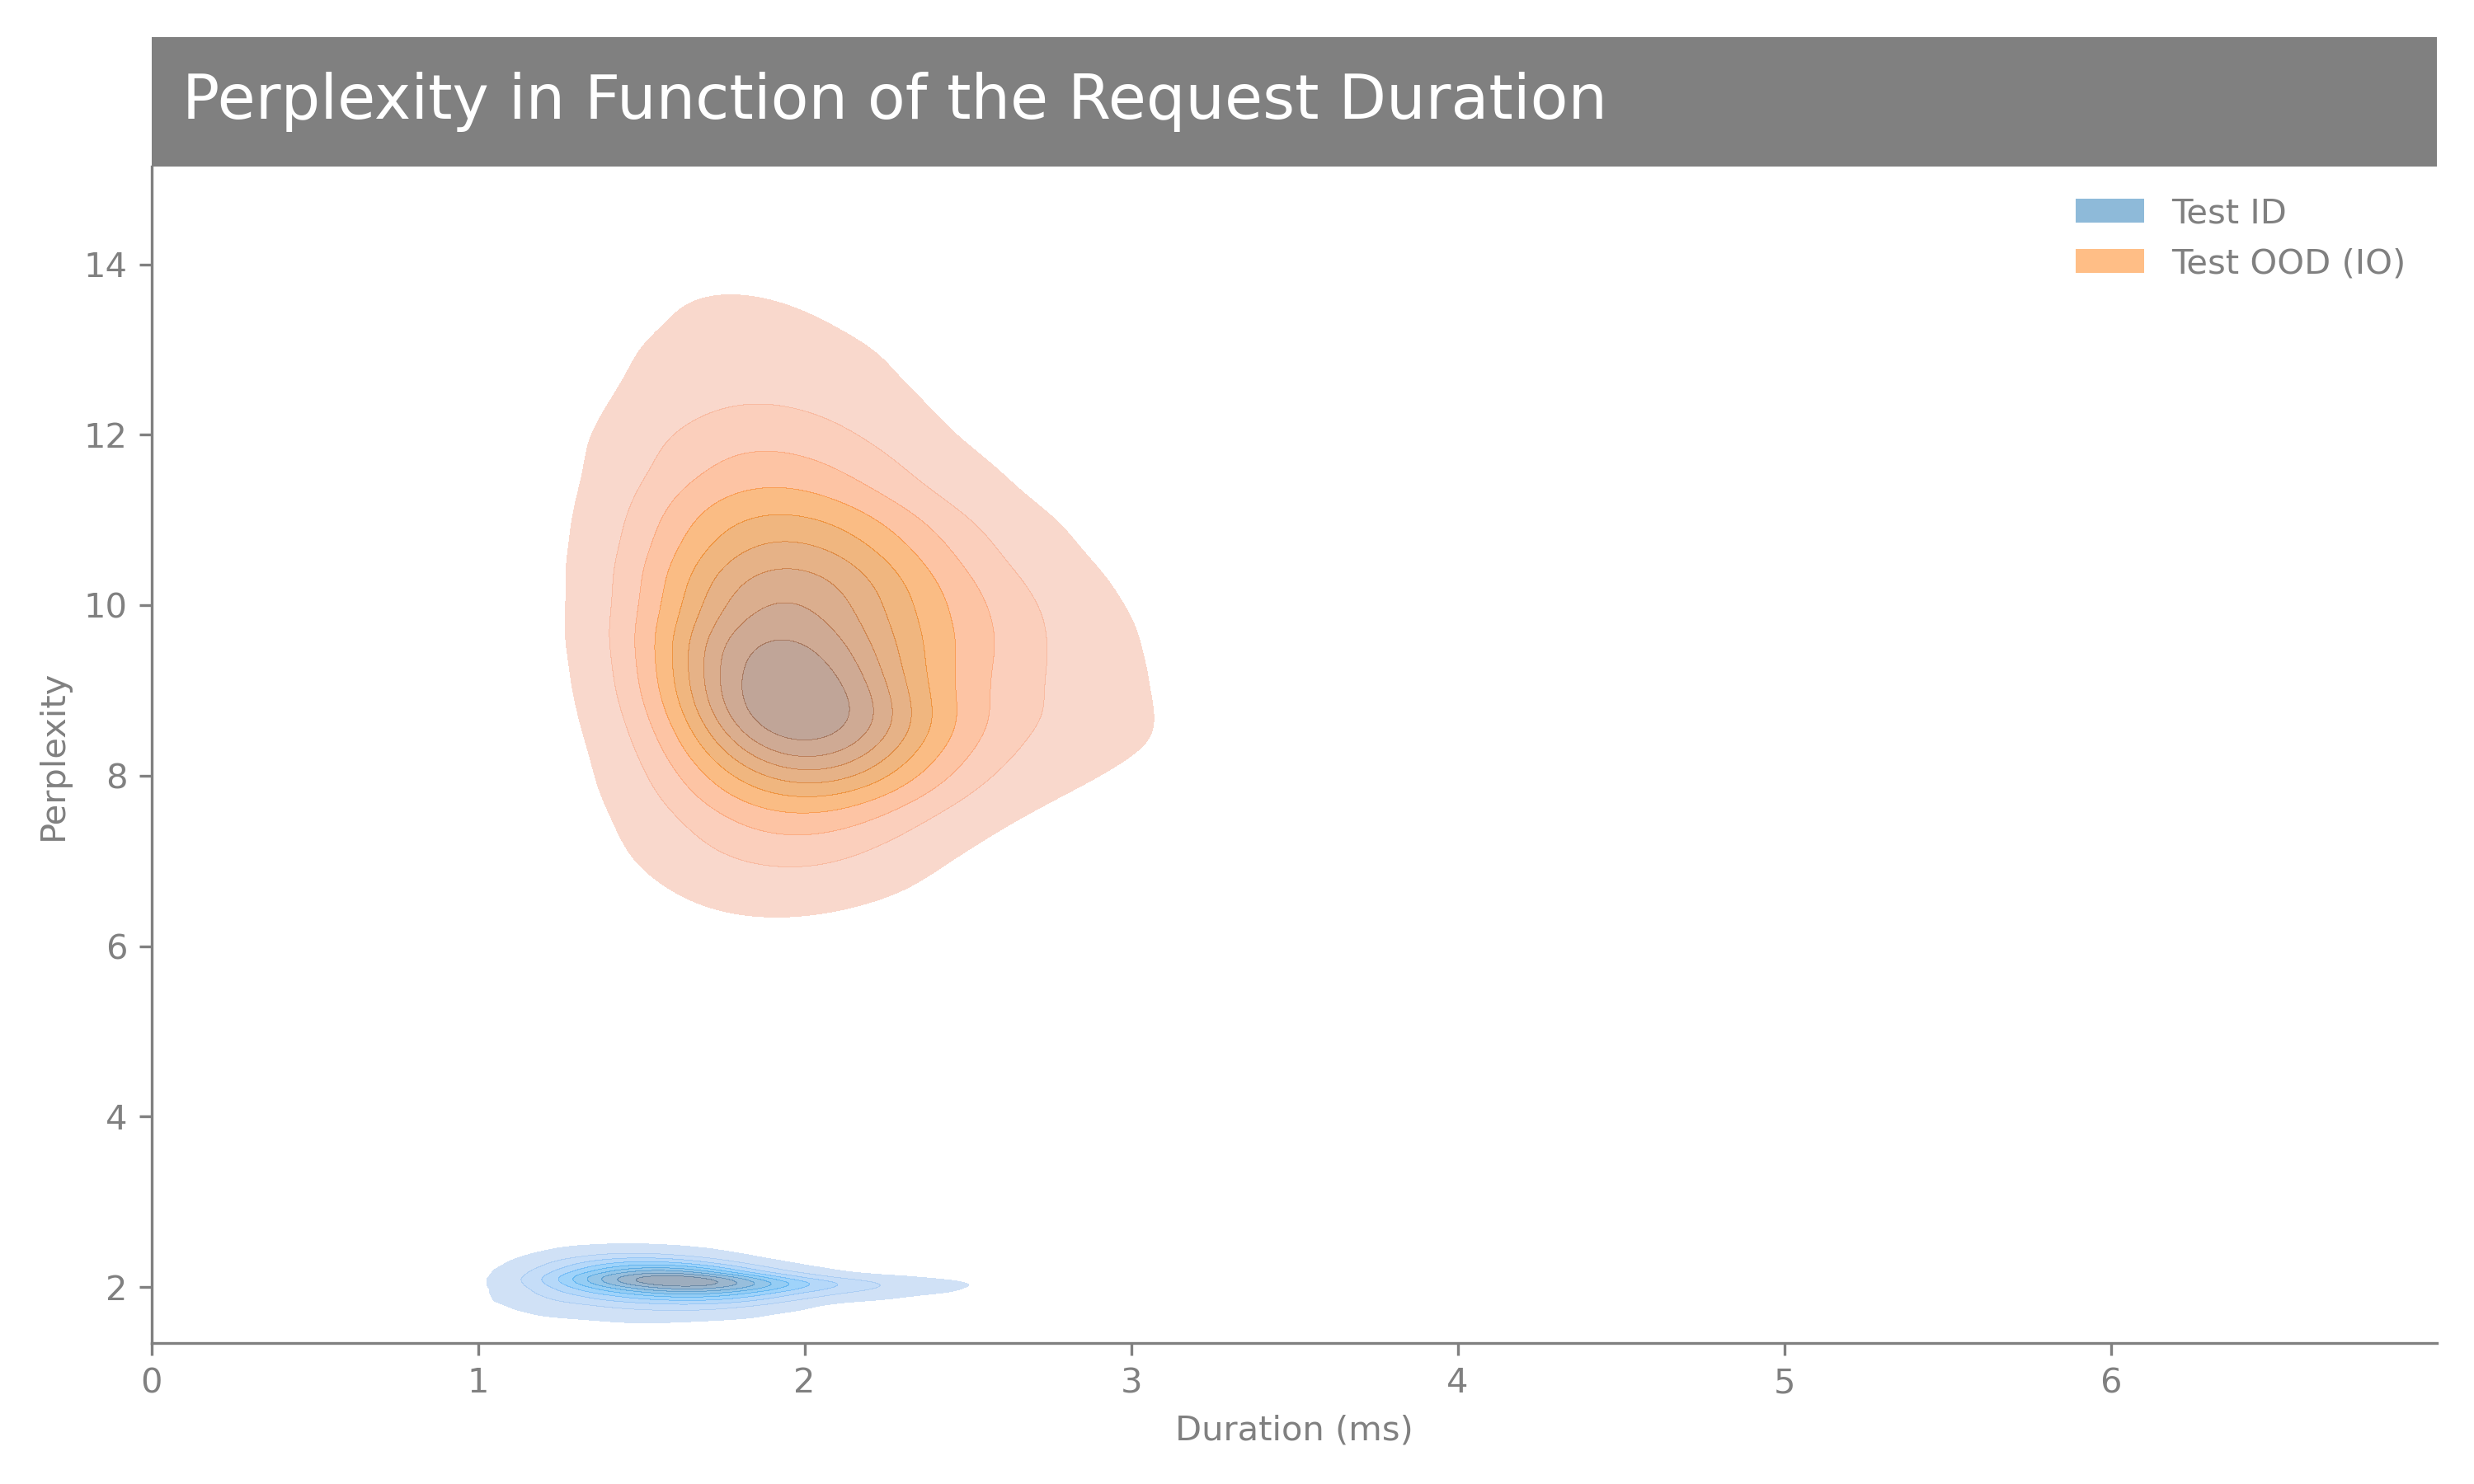 Perplexity in Function of the Request Duration
Test ID
Test OOD (IO)
14
12
10
8
6
4
2
Perplexity
0 1 2 3 4 5 6
Duration (ms)